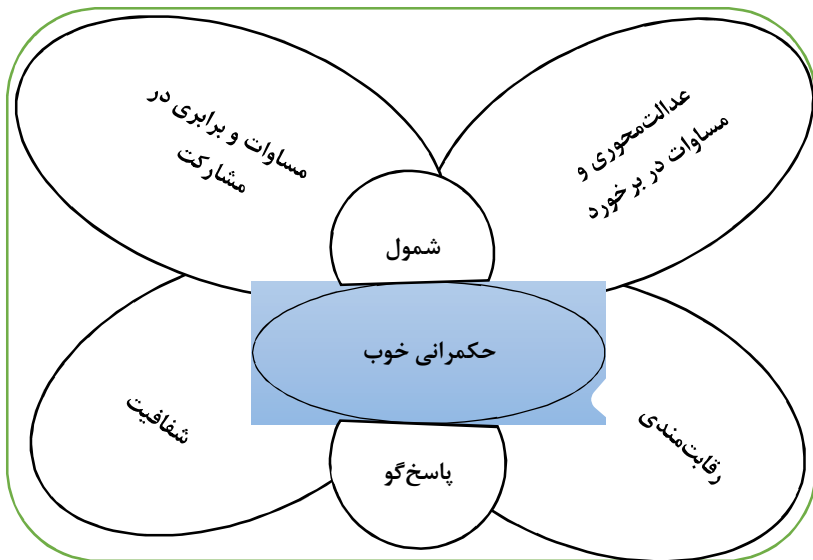 عدالت‌محوری و
مساوات در برخورد
مساوات و برابری در
مشارکت
شمول
حکمرانی خوب
رقابت‌مندی
شفافیت
پاسخ‌گو